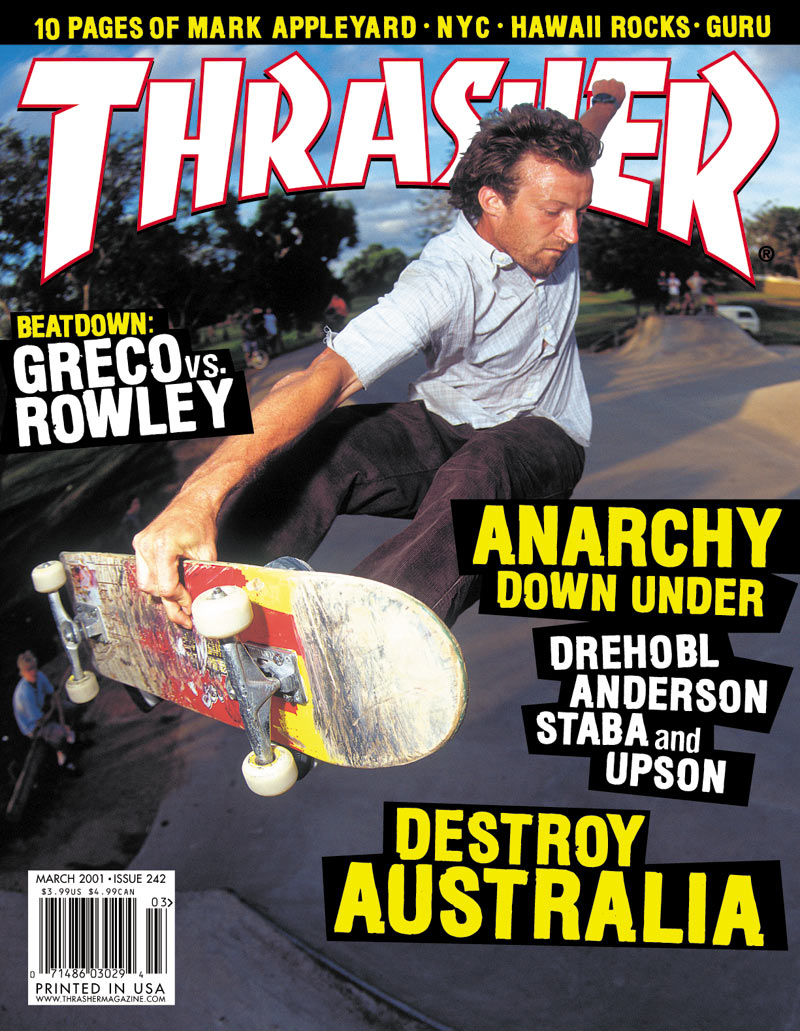 10 PAGES OF MARK APPLEYARD · NYC · HAWAII ROCKS · GURU
THRASHER
®
BEATDOWN:
GRECO VS.
ROWLEY
ANARCHY
DOWN UNDER
DREHOBL
ANDERSON
STABA and
UPSON
DESTROY
AUSTRALIA
MARCH 2001 · ISSUE 242
$3.99US $4.99CAN
03>
0 71486 03029 4
PRINTED IN USA
WWW.THRASHERMAGAZINE.COM